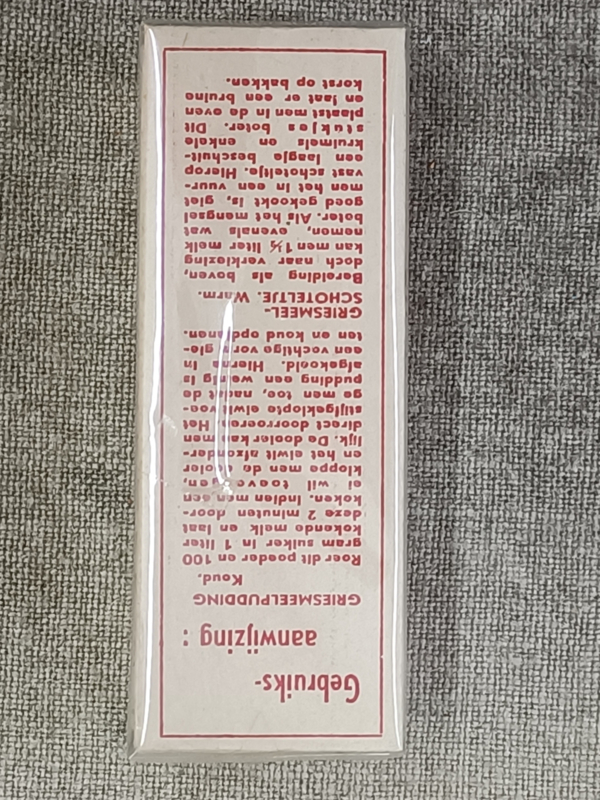 Gebruiks-
aanwijzing :
GRIESMEELPUDDING
Koud.
Roer dit poeder en 100
gram suiker in 1 liter
kokende melk en laat
deze 2 minuten door-
koken. Indien men een
ei wil toevoegen,
kloppe men de dooier
en het eiwit afzonder-
lijk. De dooier kan men
direct doorroeren. Het
stijfgeklopte eiwit voe-
ge men toe, nadat de
pudding een weinig is
afgekoeld. Hierna in
een vochtige vorm gie-
ten en koud opdienen.
GRIESMEEL-
SCHOTELTJE. Warm.
Bereiding als boven,
doch naar verkiezing
kan men 1½ liter melk
nemen, evenals wat
boter. Als het mengsel
goed gekookt is, giet
men het in een vuur-
vast schoteltje. Hierop
een laagje beschuit-
kruimels en enkele
stukjes boter. Dit
plaatst men in de oven
en laat er een bruine
korst op bakken.